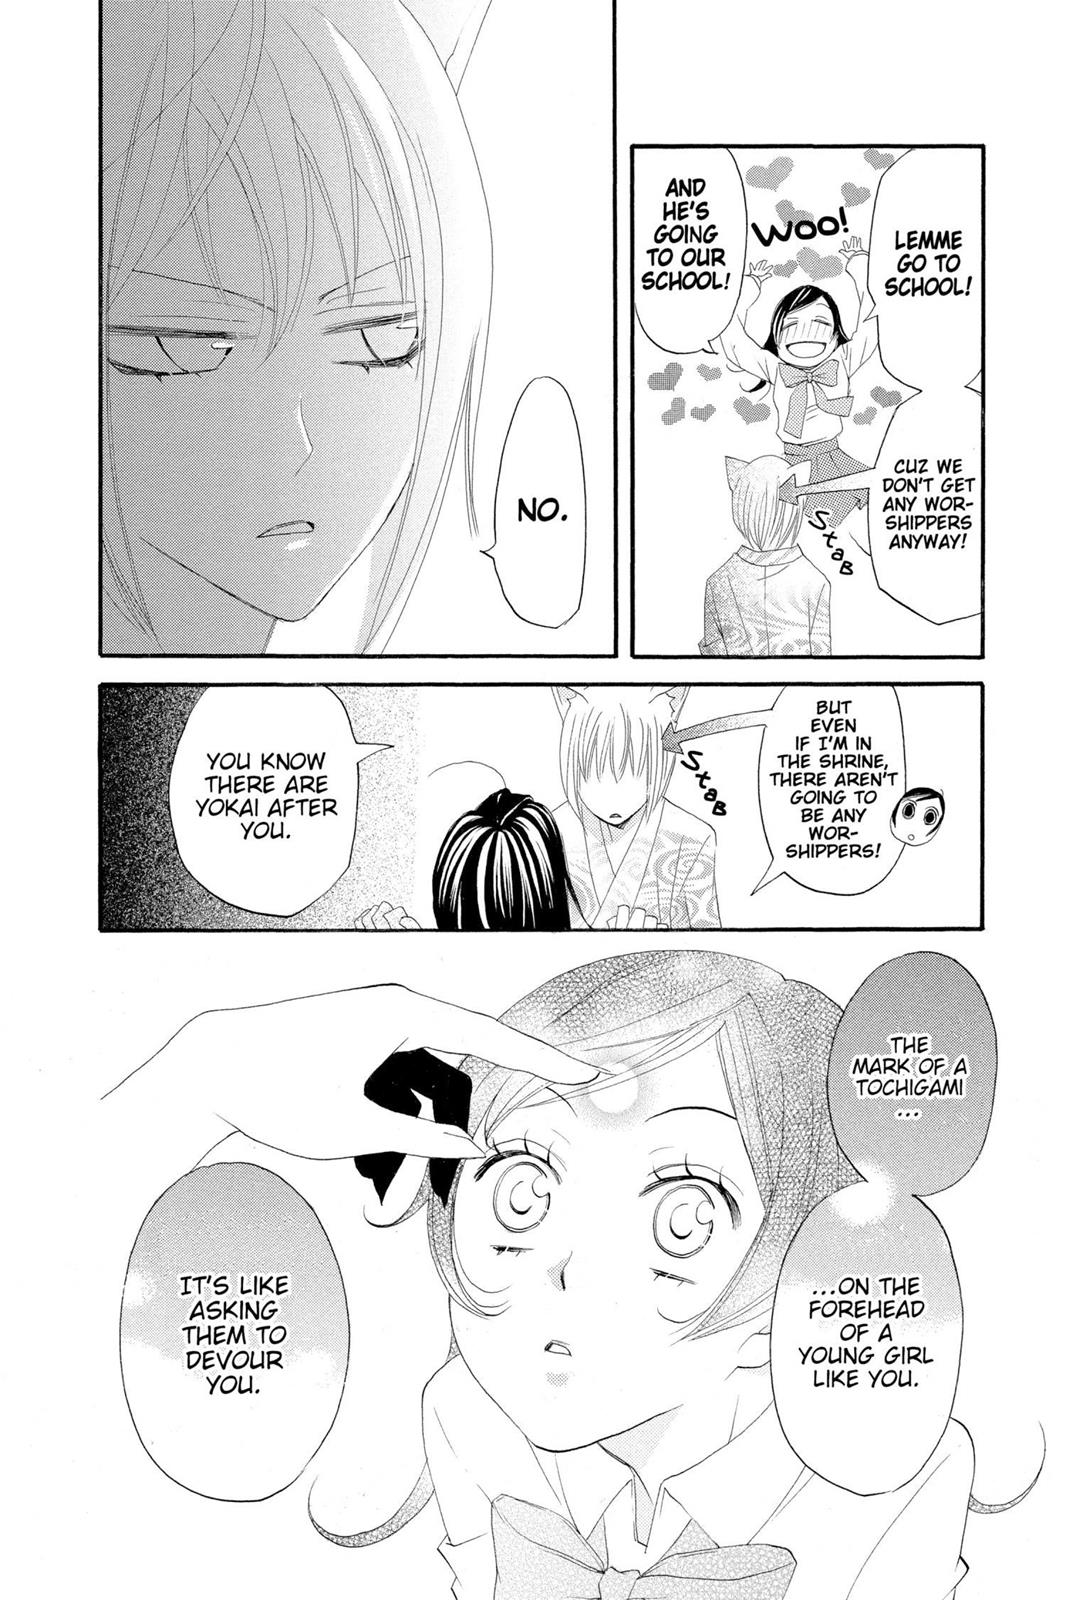 LEMME
GO TO
SCHOOL!
AND
HE'S
GOING
TO OUR
SCHOOL!
WOO!
CUZ WE
DON'T GET
ANY WOR-
SHIPPERS
ANYWAY!
STAB
NO.
BUT
EVEN
IF I'M IN
THE SHRINE,
THERE AREN'T
GOING TO
BE ANY
WOR-
SHIPPERS!
STAB
YOU KNOW
THERE ARE
YOKAI AFTER
YOU.
THE
MARK OF A
TOCHIGAMI
...
...ON THE
FOREHEAD
OF A
YOUNG GIRL
LIKE YOU.
IT'S LIKE
ASKING
THEM TO
DEVOUR
YOU.